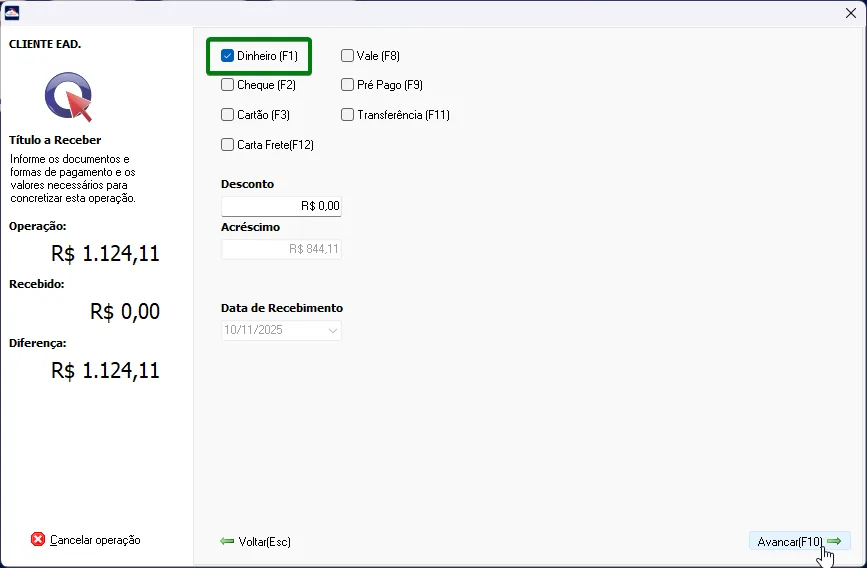 CLIENTE EAD.
Título a Receber
Informe os documentos e
formas de pagamento e os
valores necessários para
concretizar esta operação.
Operação:
R$ 1.124,11
Recebido:
R$ 0,00
Diferença:
R$ 1.124,11
Cancelar operação
Dinheiro (F1)
Vale (F8)
Cheque (F2)
Pré Pago (F9)
Cartão (F3)
Transferência (F11)
Carta Frete(F12)
Desconto
R$ 0,00
Acréscimo
R$ 844,11
Data de Recebimento
10/11/2025
Voltar(Esc)
Avancar(F10)